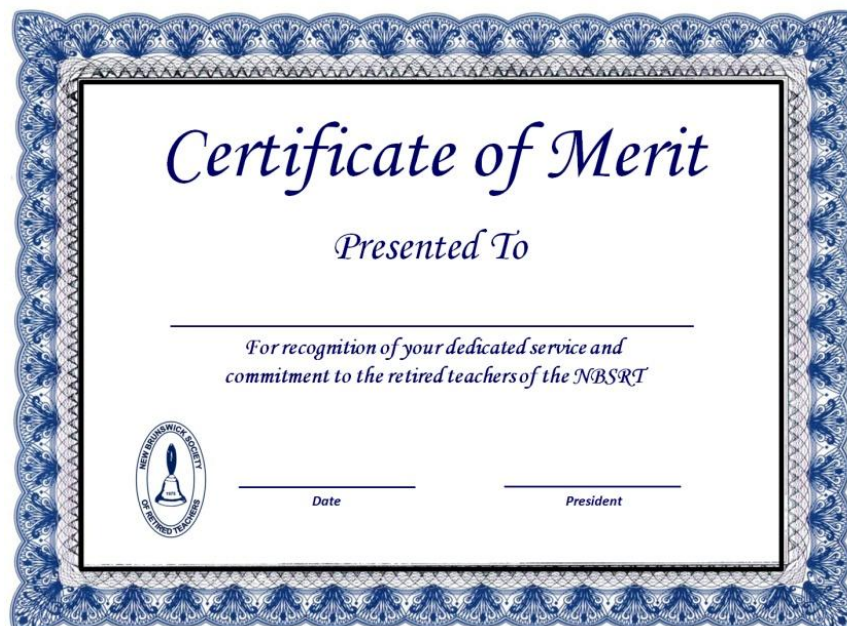 Certificate of Merit
Presented To
For recognition of your dedicated service and
commitment to the retired teachers of the NBSRT
NEW BRUNSWICK SOCIETY
1973
OF RETIRED TEACHERS
Date
President